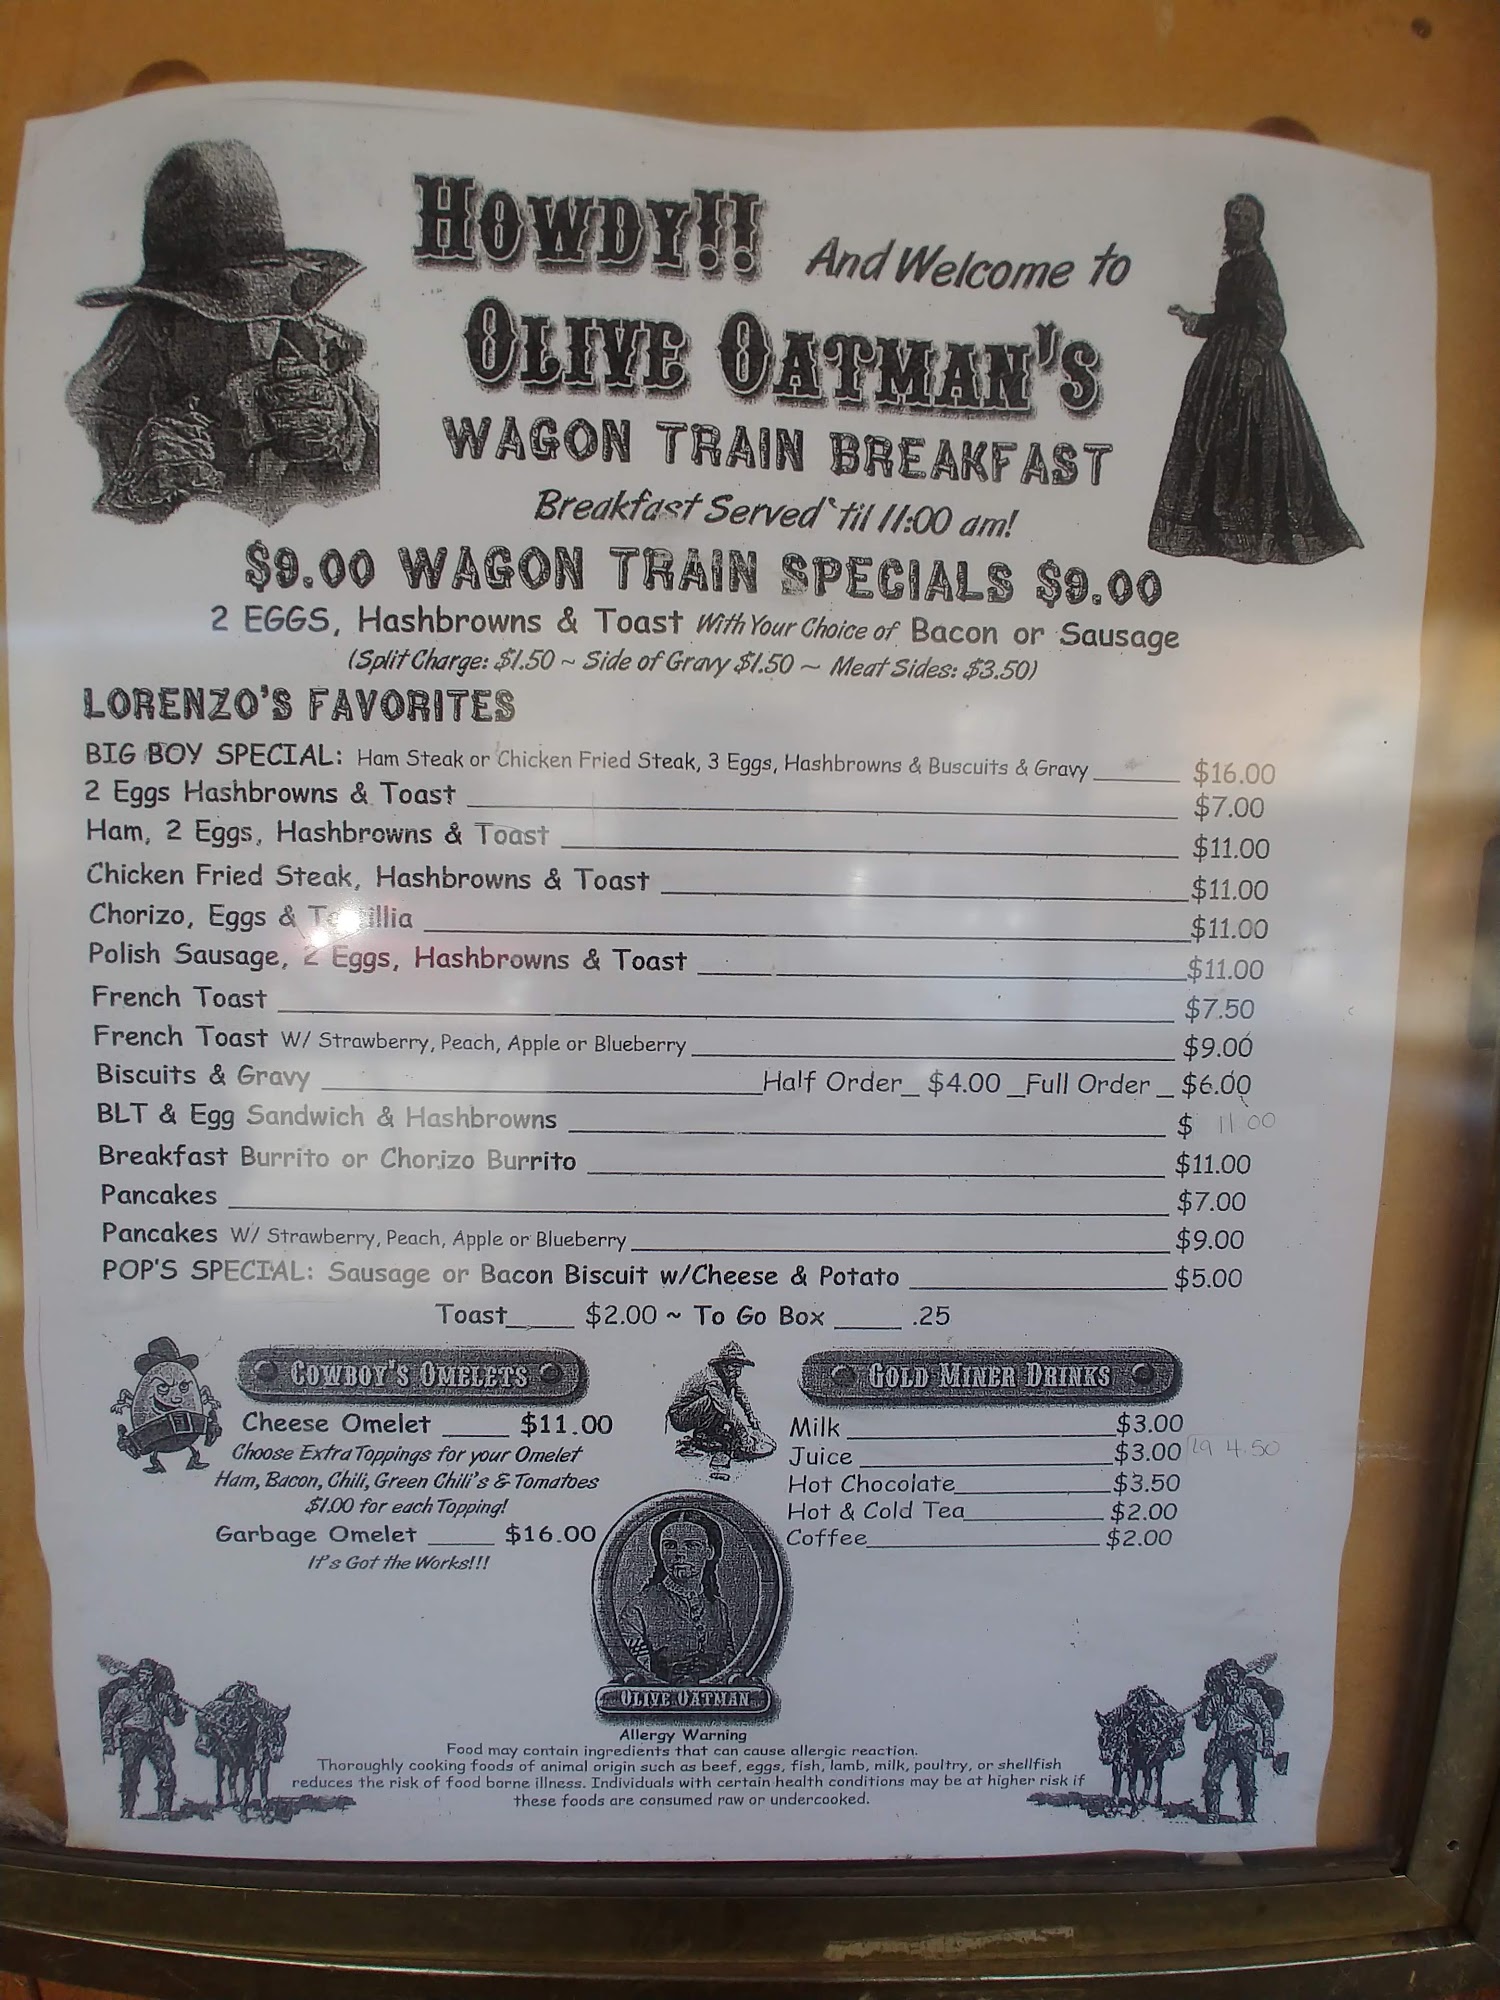 HOWDY!! And Welcome to
OLIVE OATMAN'S
WAGON TRAIN BREAKFAST
Breakfast Served 'til 11:00 am!
$9.00 WAGON TRAIN SPECIALS $9.00
2 EGGS, Hashbrowns & Toast With Your Choice of Bacon or Sausage
(Split Charge: $1.50 ~ Side of Gravy $1.50 ~ Meat Sides: $3.50)
LORENZO'S FAVORITES
BIG BOY SPECIAL: Ham Steak or Chicken Fried Steak, 3 Eggs, Hashbrowns & Buscuits & Gravy $16.00
2 Eggs Hashbrowns & Toast $7.00
Ham, 2 Eggs, Hashbrowns & Toast $11.00
Chicken Fried Steak, Hashbrowns & Toast $11.00
Chorizo, Eggs & $11.00
Polish Sausage, 2 Eggs, Hashbrowns & Toast $11.00
French Toast $7.50
French Toast W/ Strawberry, Peach, Apple or Blueberry $9.00
Biscuits & Gravy Half Order $4.00 Full Order $6.00
BLT & Egg Sandwich & Hashbrowns $ 11 00
Breakfast Burrito or Chorizo Burrito $11.00
Pancakes $7.00
Pancakes W/ Strawberry, Peach, Apple or Blueberry $9.00
POP'S SPECIAL: Sausage or Bacon Biscuit w/Cheese & Potato $5.00
Toast $2.00 ~ To Go Box .25
COWBOY'S OMELETS
Cheese Omelet $11.00
Choose Extra Toppings for your Omelet
Ham, Bacon, Chili, Green Chili's & Tomatoes
$1.00 for each Topping!
Garbage Omelet $16.00
It's Got the Works!!!
GOLD MINER DRINKS
Milk $3.00
Juice $3.00 lg 4.50
Hot Chocolate $3.50
Hot & Cold Tea $2.00
Coffee $2.00
OLIVE OATMAN
Allergy Warning
Food may contain ingredients that can cause allergic reaction.
Thoroughly cooking foods of animal origin such as beef, eggs, fish, lamb, milk, poultry, or shellfish
reduces the risk of food borne illness. Individuals with certain health conditions may be at higher risk if
these foods are consumed raw or undercooked.